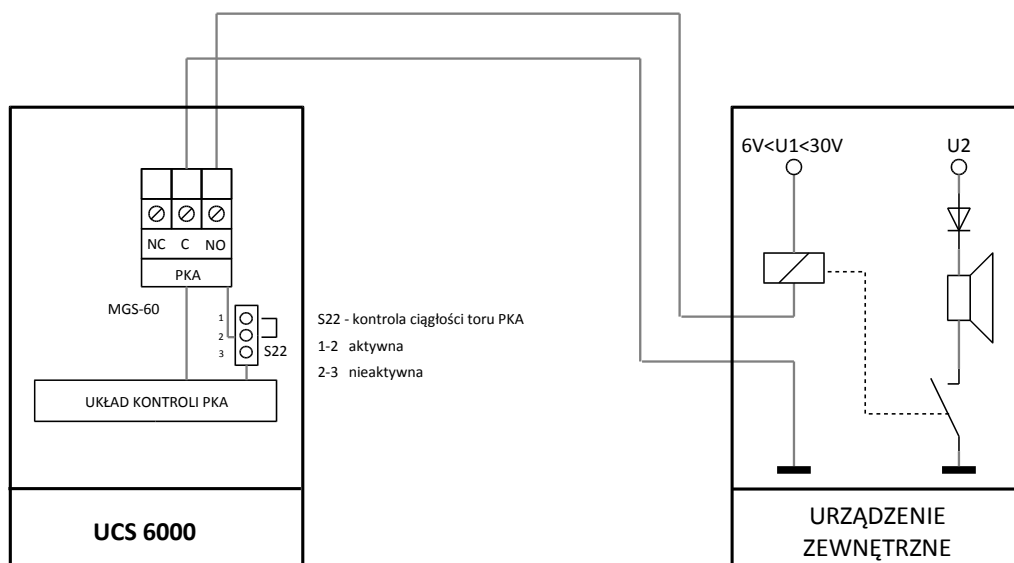 6V<U1<30V
U2
NC C NO
PKA
MGS-60
1
2
3
S22
S22 - kontrola ciągłości toru PKA
1-2 aktywna
2-3 nieaktywna
UKŁAD KONTROLI PKA
UCS 6000
URZĄDZENIE
ZEWNĘTRZNE